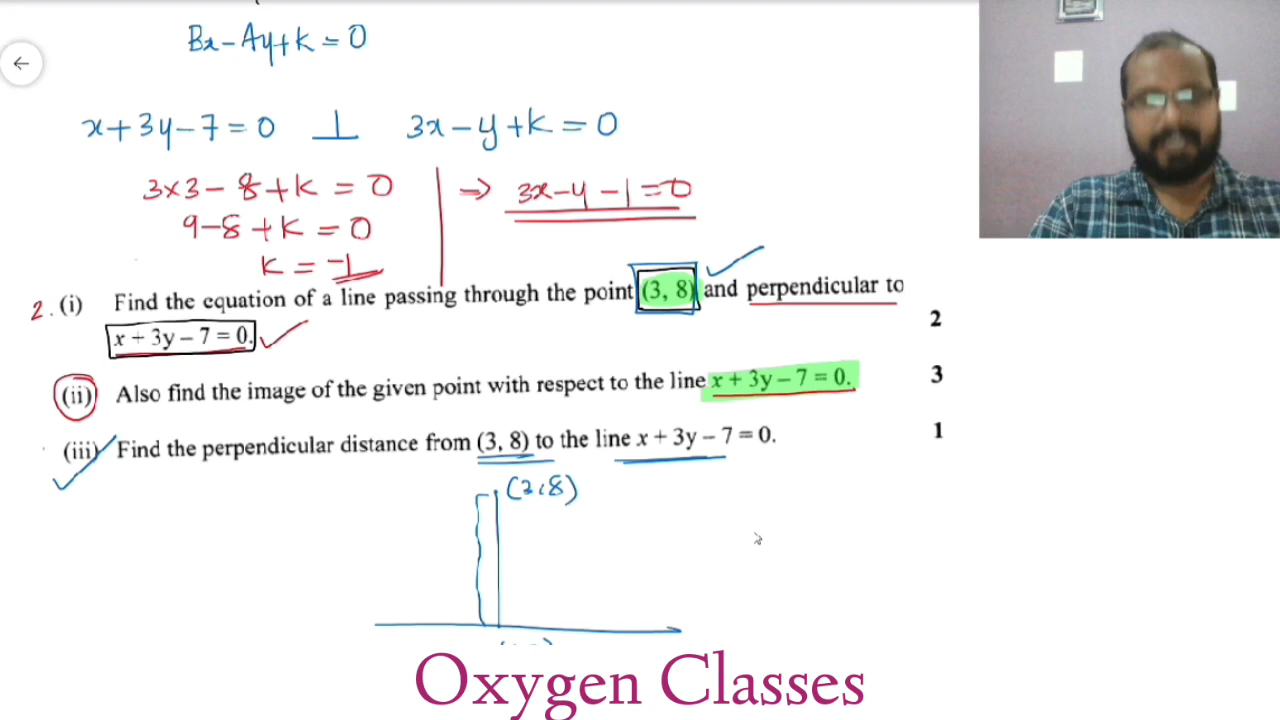 Bx - Ay + k = 0
x + 3y - 7 = 0 ⊥ 3x - y + k = 0
3×3 - 8 + k = 0 ⇒ 3x - y - 1 = 0
9 - 8 + k = 0
k = -1
2. (i) Find the equation of a line passing through the point (3, 8) and perpendicular to
x + 3y – 7 = 0.
2
(ii) Also find the image of the given point with respect to the line x + 3y – 7 = 0. 3
(iii) Find the perpendicular distance from (3, 8) to the line x + 3y – 7 = 0. 1
(3,8)
Oxygen Classes